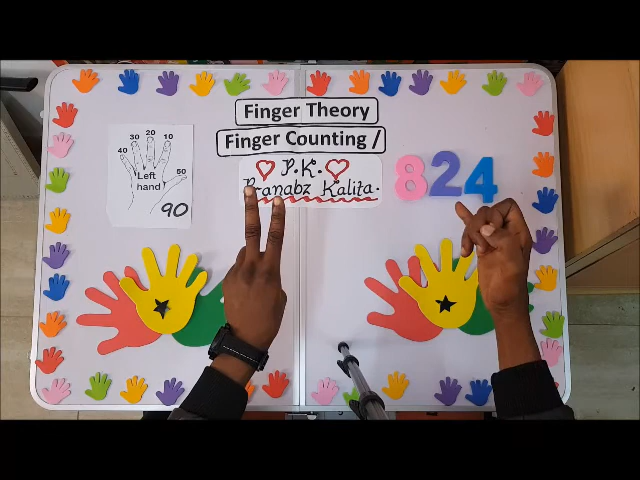 Finger Theory
Finger Counting /
P.K.
Pranabz Kalita.
824
30 20 10
40
50
Left
hand
90